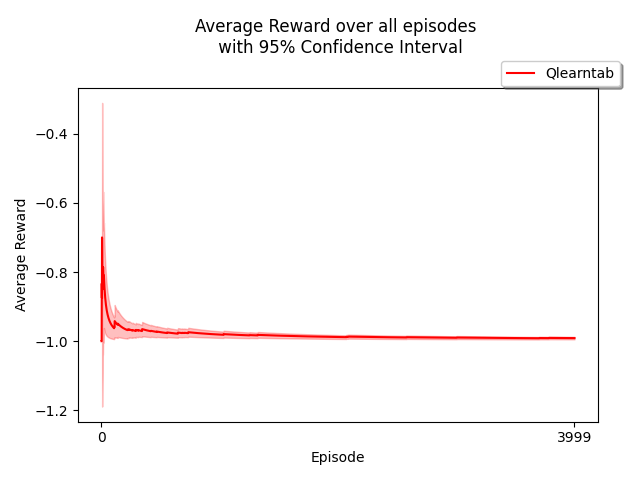 Average Reward over all episodes
with 95% Confidence Interval
Qlearntab
−0.4
−0.6
−0.8
−1.0
−1.2
Average Reward
0
3999
Episode